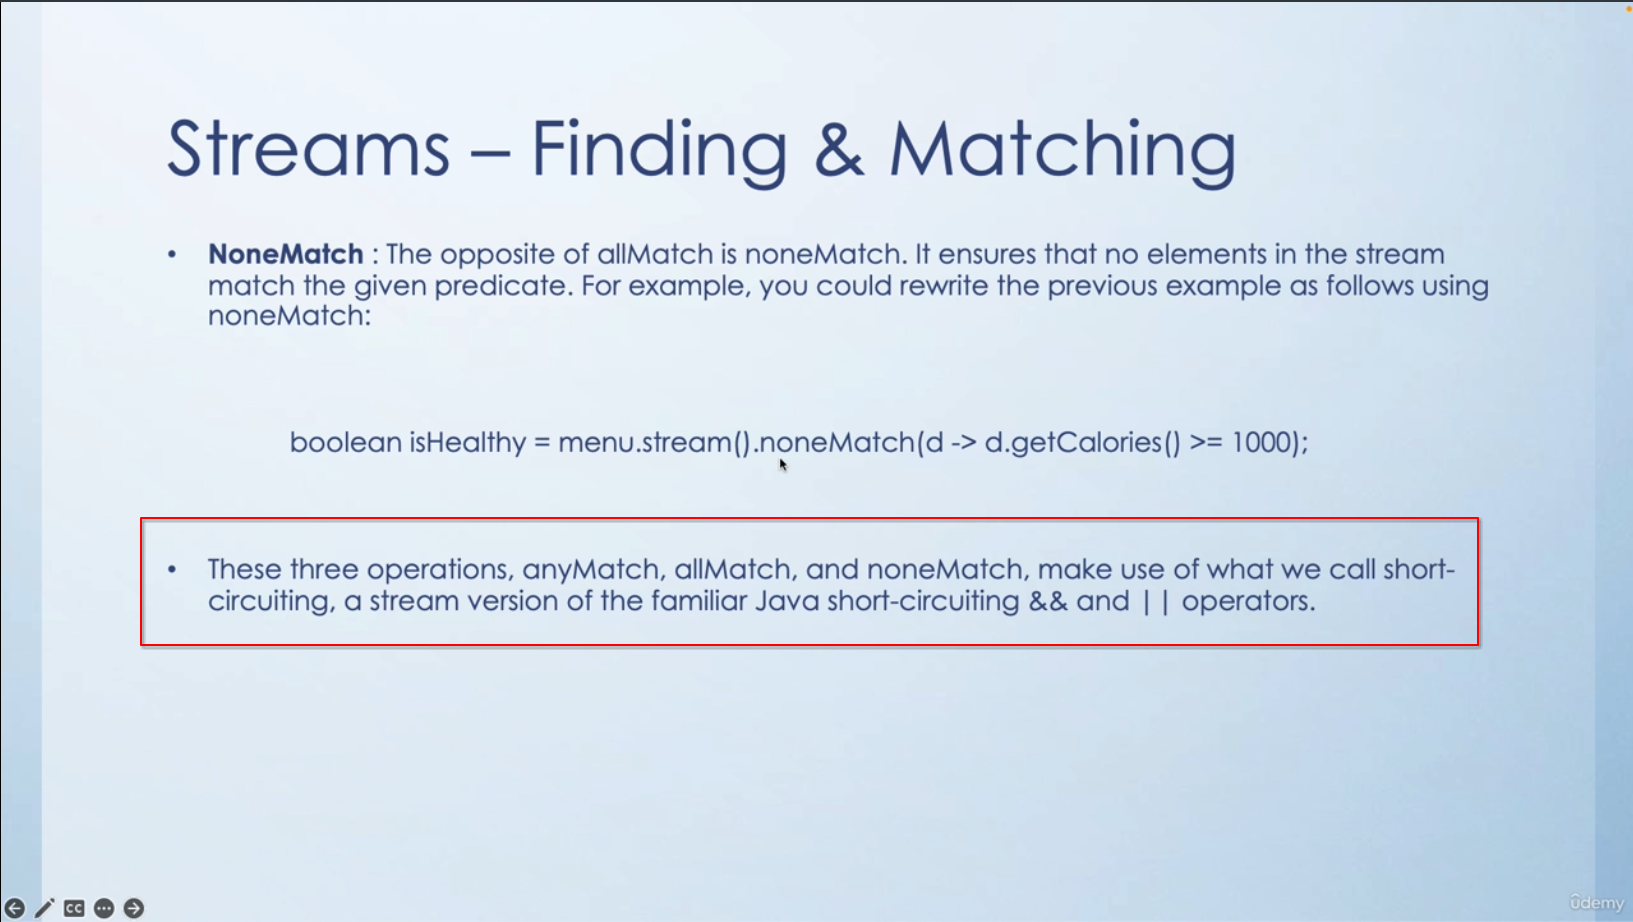 Streams – Finding & Matching
• NoneMatch : The opposite of allMatch is noneMatch. It ensures that no elements in the stream
match the given predicate. For example, you could rewrite the previous example as follows using
noneMatch:
boolean isHealthy = menu.stream().noneMatch(d -> d.getCalories() >= 1000);
• These three operations, anyMatch, allMatch, and noneMatch, make use of what we call short-
circuiting, a stream version of the familiar Java short-circuiting && and || operators.
CC
ûdemy